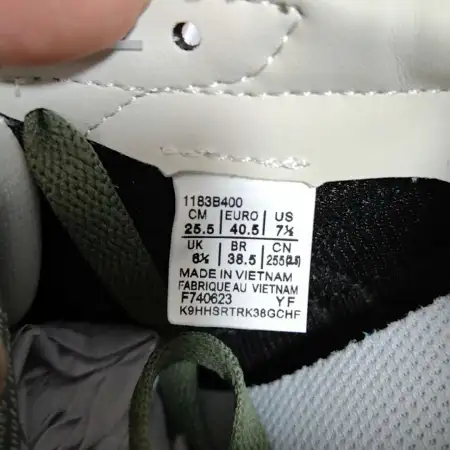 1183B400
CM EURO US
25.5 40.5 7½
UK BR CN
6½ 38.5 255(2.5)
MADE IN VIETNAM
FABRIQUE AU VIETNAM
F740623 YF
K9HHSRTRK38GCHF